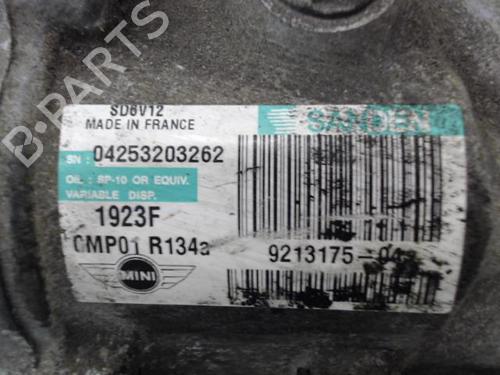 B-PARTS
SD6V12
MADE IN FRANCE
SANDEN
SN: 04253203262
OIL : SP-10 OR EQUIV.
VARIABLE DISP.
1923F
CMP01 R134a
9213175-04
MINI